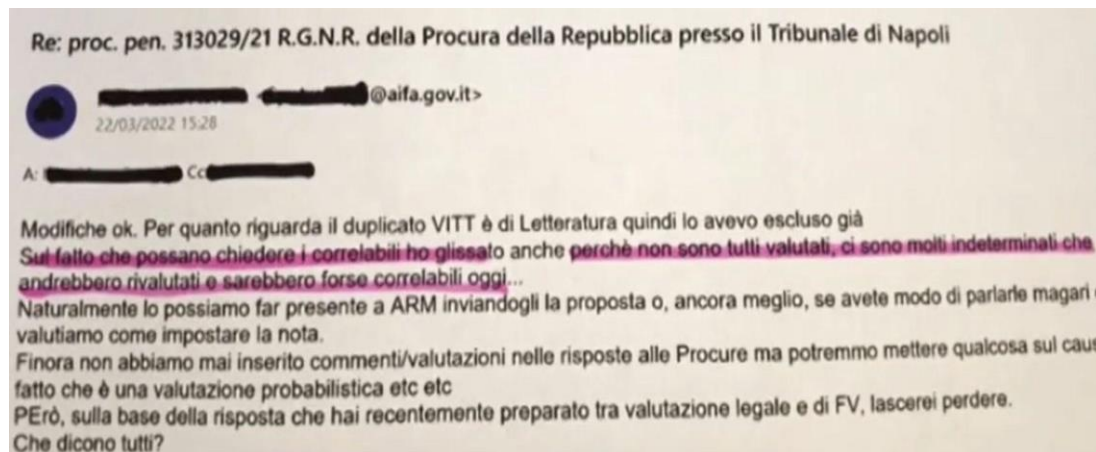 Re: proc. pen. 313029/21 R.G.N.R. della Procura della Repubblica presso il Tribunale di Napoli
@aifa.gov.it>
22/03/2022 15:28
A: Cc
Modifiche ok. Per quanto riguarda il duplicato VITT è di Letteratura quindi lo avevo escluso già
Sul fatto che possano chiedere i correlabili ho glissato anche perchè non sono tutti valutati, ci sono molti indeterminati che
andrebbero rivalutati e sarebbero forse correlabili oggi...
Naturalmente lo possiamo far presente a ARM inviandogli la proposta o, ancora meglio, se avete modo di parlarle magari
valutiamo come impostare la nota.
Finora non abbiamo mai inserito commenti/valutazioni nelle risposte alle Procure ma potremmo mettere qualcosa sul caus
fatto che è una valutazione probabilistica etc etc
PErò, sulla base della risposta che hai recentemente preparato tra valutazione legale e di FV, lascerei perdere.
Che dicono tutti?